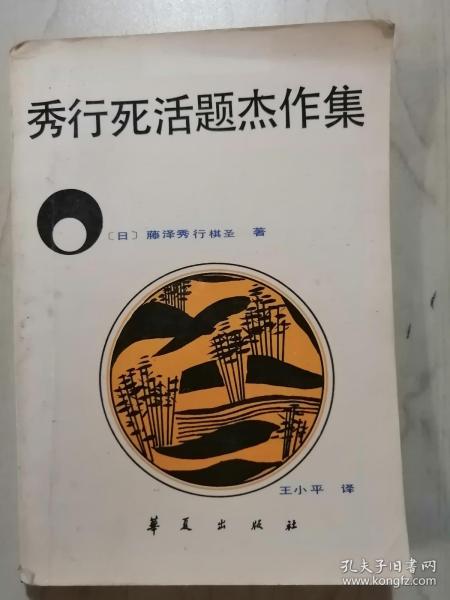 秀行死活题杰作集
〔日〕藤泽秀行棋圣 著
王小平 译
华夏出版社
孔夫子旧书网
www.kongfz.com